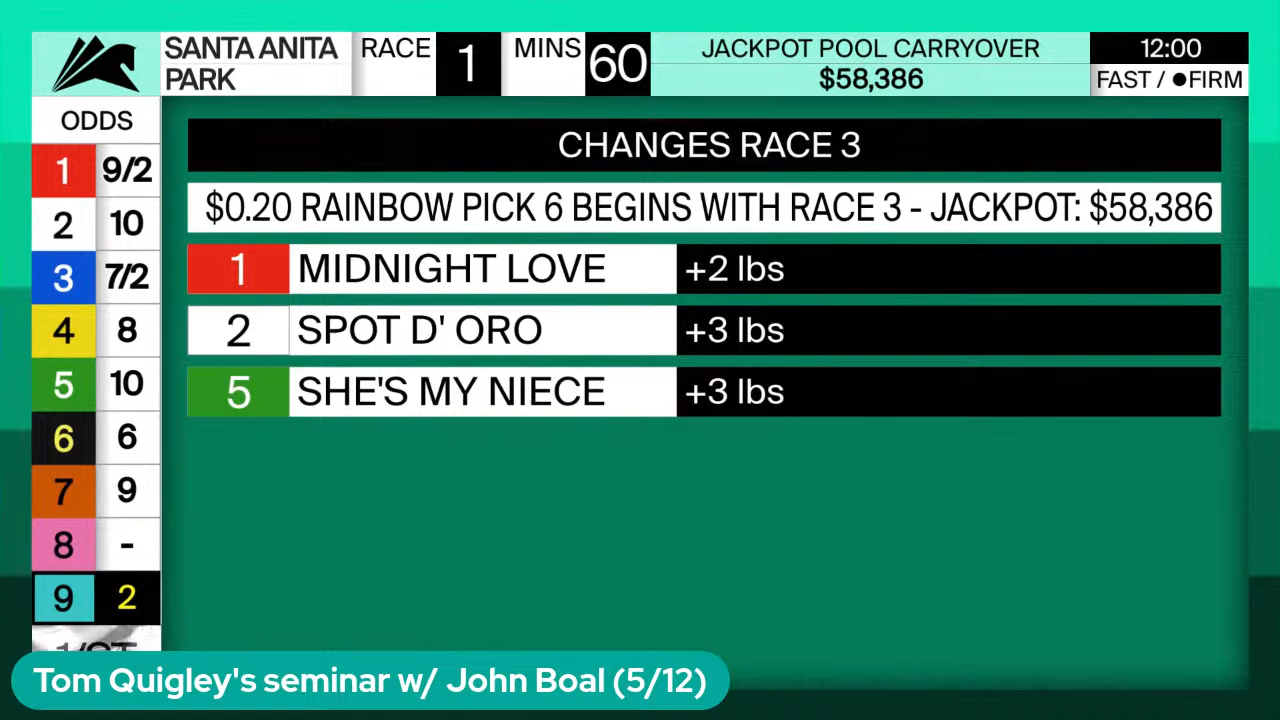 SANTA ANITA PARK
RACE 1
MINS 60
JACKPOT POOL CARRYOVER
$58,386
12:00
FAST / ●FIRM
ODDS
1 9/2
2 10
3 7/2
4 8
5 10
6 6
7 9
8 -
9 2
CHANGES RACE 3
$0.20 RAINBOW PICK 6 BEGINS WITH RACE 3 - JACKPOT: $58,386
1 MIDNIGHT LOVE +2 lbs
2 SPOT D' ORO +3 lbs
5 SHE'S MY NIECE +3 lbs
Tom Quigley's seminar w/ John Boal (5/12)